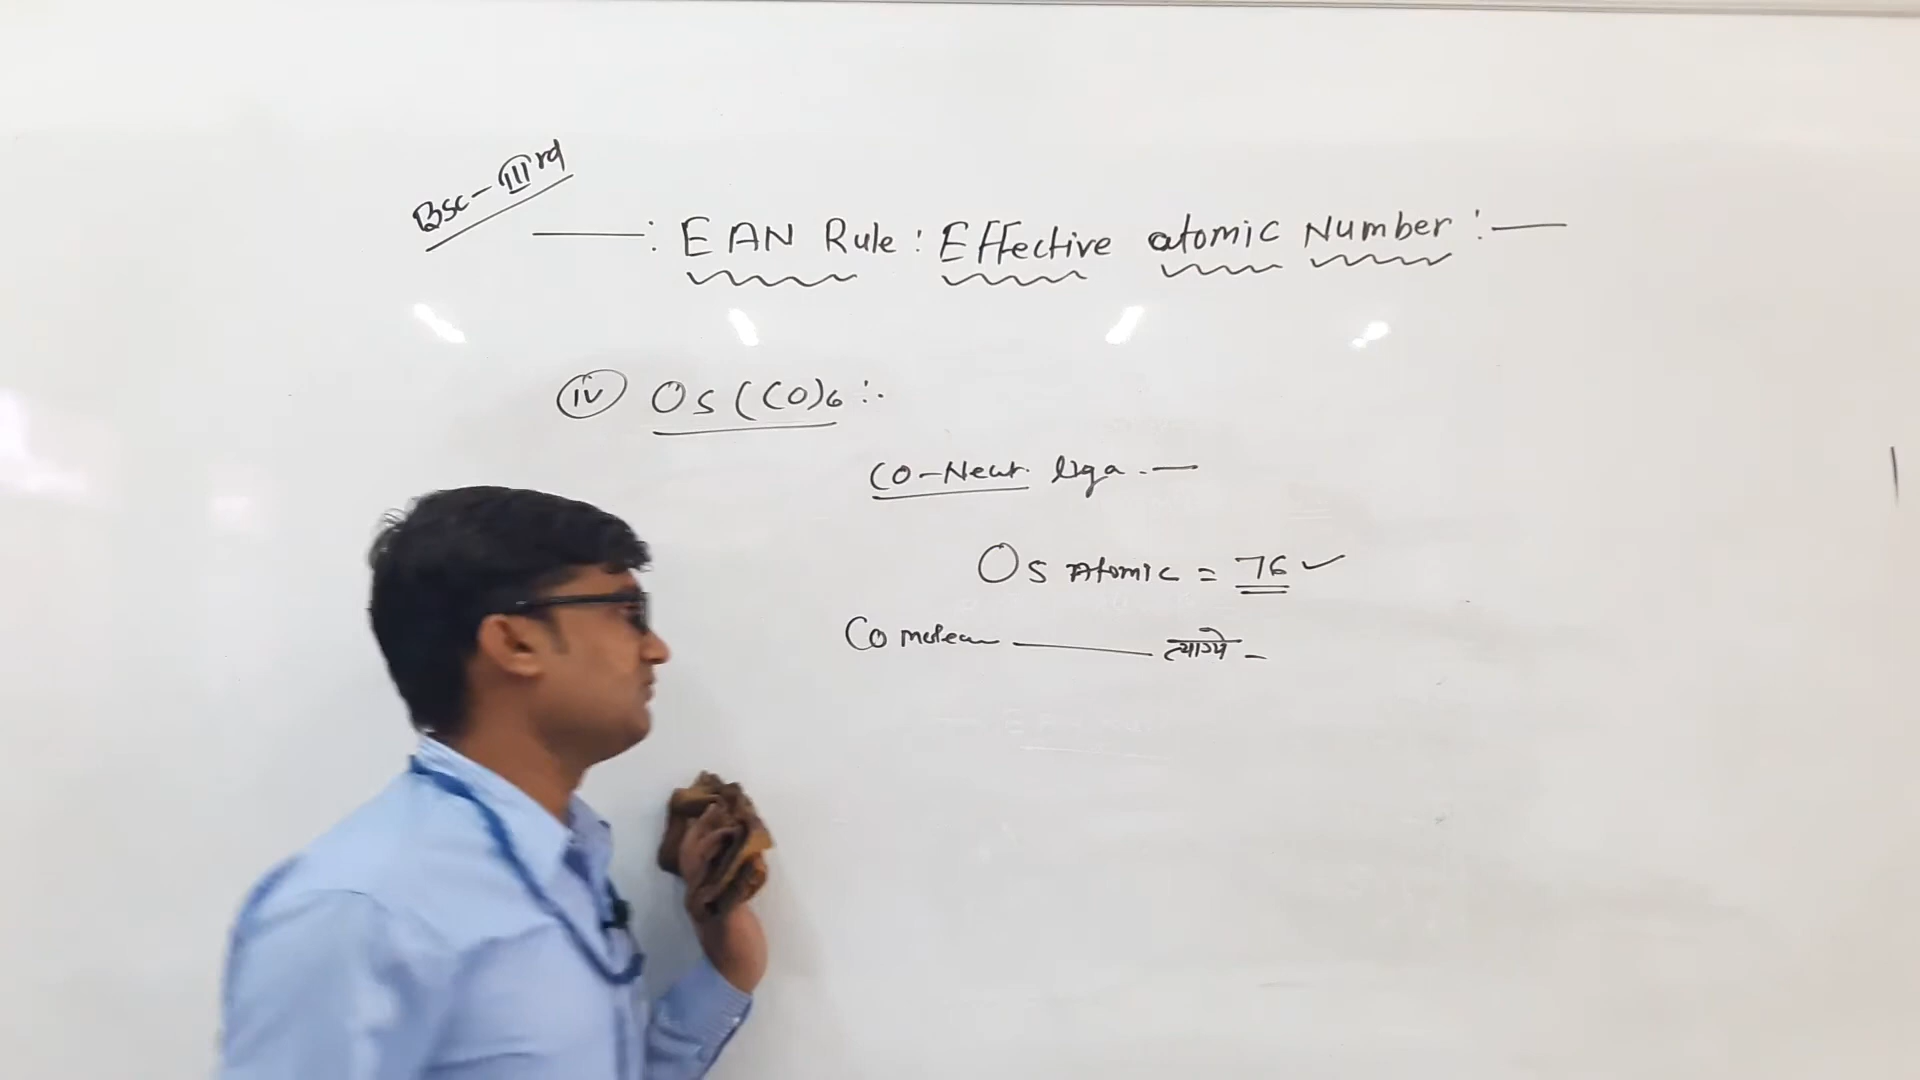 Bsc - IIIrd
: EAN Rule : Effective atomic Number :
(iv) Os (CO)6 :.
CO - Neut. liga. -
Os Atomic = 76 ✓
Co molecu